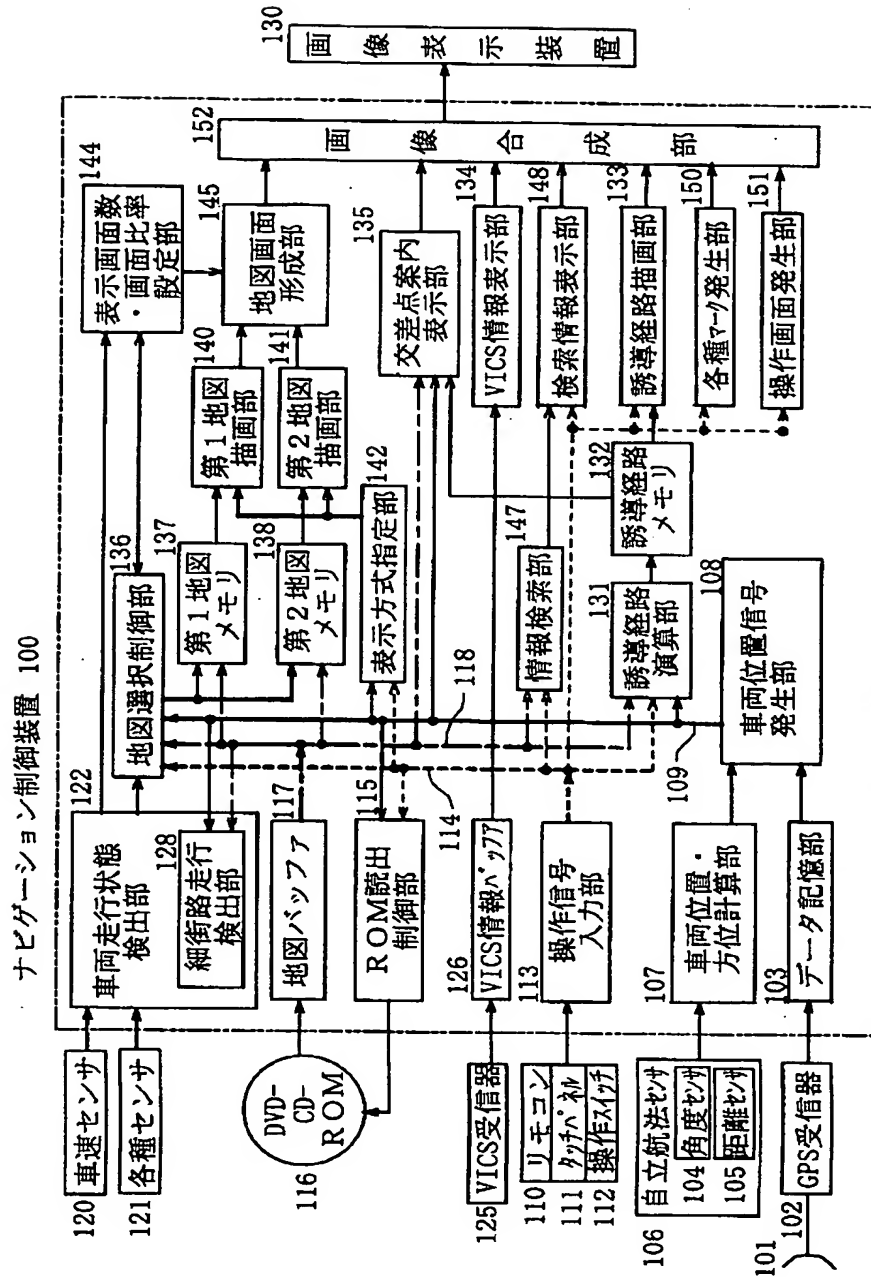 ナビゲーション制御装置 100
120
車速センサ
121
各種センサ
122
車両走行状態
検出部
128
細街路走行
検出部
116
DVD-
CD-
ROM
117
地図バッファ
115
ROM読出
制御部
125
VICS受信器
126
VICS情報バッファ
110
リモコン
111
タッチパネル
112
操作スイッチ
113
操作信号
入力部
114
118
109
106
自立航法センサ
104
角度センサ
105
距離センサ
107
車両位置・
方位計算部
101
102
GPS受信器
103
データ記憶部
108
車両位置信号
発生部
136
地図選択制御部
137
第1地図
メモリ
138
第2地図
メモリ
142
表示方式指定部
147
情報検索部
131
誘導経路
演算部
132
誘導経路
メモリ
140
第1地図
描画部
141
第2地図
描画部
144
表示画面数
・画面比率
設定部
145
地図画面
形成部
135
交差点案内
表示部
134
VICS情報表示部
148
検索情報表示部
133
誘導経路描画部
150
各種マーク発生部
151
操作画面発生部
152
画像合成部
130
画像表示装置